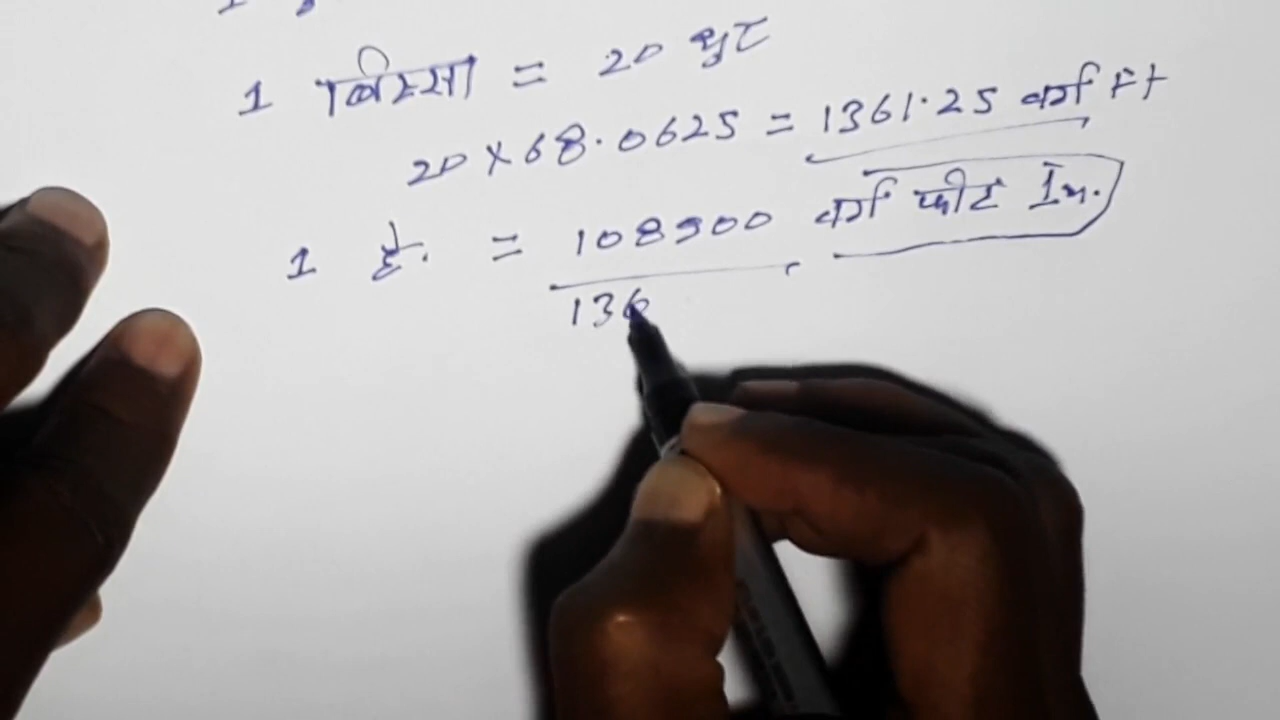 1 बिस्सा = 20 धुर
20 × 68.0625 = 1361.25 वर्ग Ft
1 हे. = 108900 वर्ग फीट In.
136